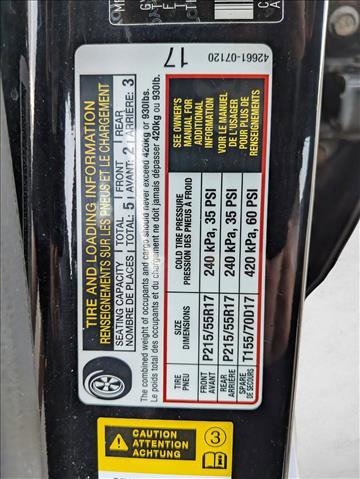 42661-07120
17
TIRE AND LOADING INFORMATION
RENSEIGNEMENTS SUR LES PNEUS ET LE CHARGEMENT
SEATING CAPACITY TOTAL 5 FRONT 2 REAR 3
NOMBRE DE PLACES TOTAL: AVANT: ARRIÈRE:
The combined weight of occupants and cargo should never exceed 420kg or 930lbs.
Le poids total des occupants et du chargement ne doit jamais dépasser 420kg ou 930lb.
TIRE SIZE COLD TIRE PRESSURE
PNEU DIMENSIONS PRESSION DES PNEUS À FROID
FRONT P215/55R17 240 kPa, 35 PSI
AVANT
REAR P215/55R17 240 kPa, 35 PSI
ARRIÈRE
SPARE T155/70D17 420 kPa, 60 PSI
DE SECOURS
SEE OWNER'S
MANUAL FOR
ADDITIONAL
INFORMATION
VOIR LE MANUEL
DE L'USAGER
POUR PLUS DE
RENSEIGNEMENTS
CAUTION
ATTENTION
ACHTUNG
3